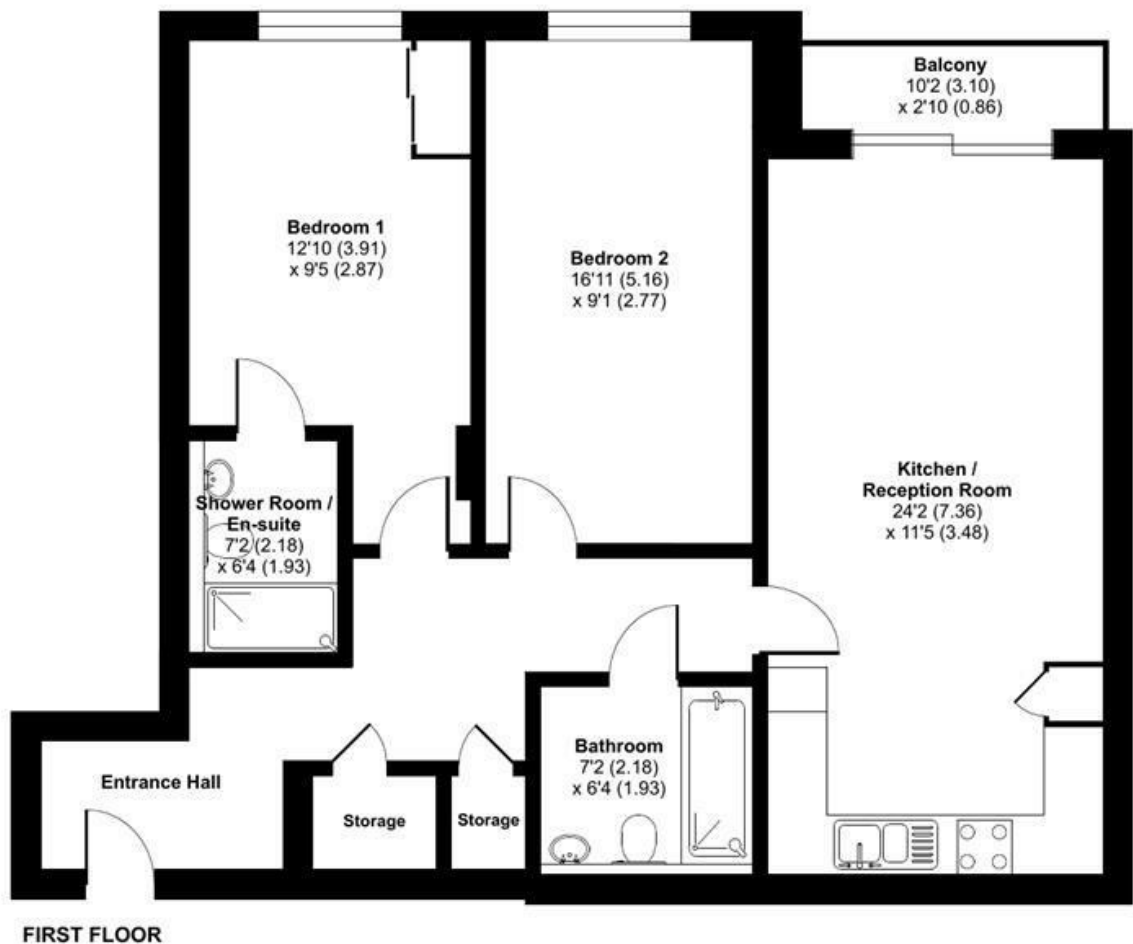 Balcony
10'2 (3.10)
x 2'10 (0.86)
Bedroom 1
12'10 (3.91)
x 9'5 (2.87)
Bedroom 2
16'11 (5.16)
x 9'1 (2.77)
Kitchen /
Reception Room
24'2 (7.36)
x 11'5 (3.48)
Shower Room /
En-suite
7'2 (2.18)
x 6'4 (1.93)
Bathroom
7'2 (2.18)
x 6'4 (1.93)
Entrance Hall
Storage
Storage
FIRST FLOOR